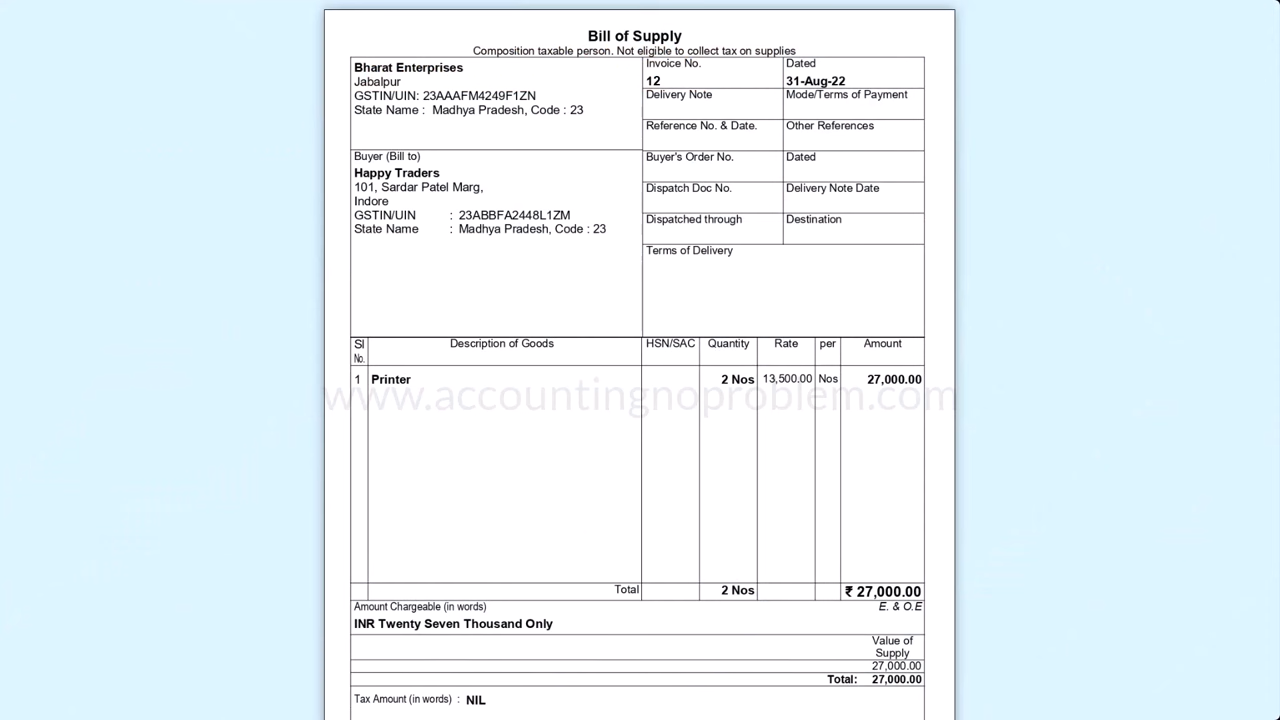 Bill of Supply
Composition taxable person. Not eligible to collect tax on supplies
Bharat Enterprises
Jabalpur
GSTIN/UIN: 23AAAFM4249F1ZN
State Name : Madhya Pradesh, Code : 23
Invoice No.
12
Dated
31-Aug-22
Delivery Note
Mode/Terms of Payment
Reference No. & Date.
Other References
Buyer (Bill to)
Happy Traders
101, Sardar Patel Marg,
Indore
GSTIN/UIN : 23ABBFA2448L1ZM
State Name : Madhya Pradesh, Code : 23
Buyer's Order No.
Dated
Dispatch Doc No.
Delivery Note Date
Dispatched through
Destination
Terms of Delivery
Sl No. Description of Goods HSN/SAC Quantity Rate per Amount
1 Printer 2 Nos 13,500.00 Nos 27,000.00
www.accountingnoproblem.com
Total 2 Nos ₹ 27,000.00
Amount Chargeable (in words) E. & O.E
INR Twenty Seven Thousand Only
Value of
Supply
27,000.00
Total: 27,000.00
Tax Amount (in words) : NIL